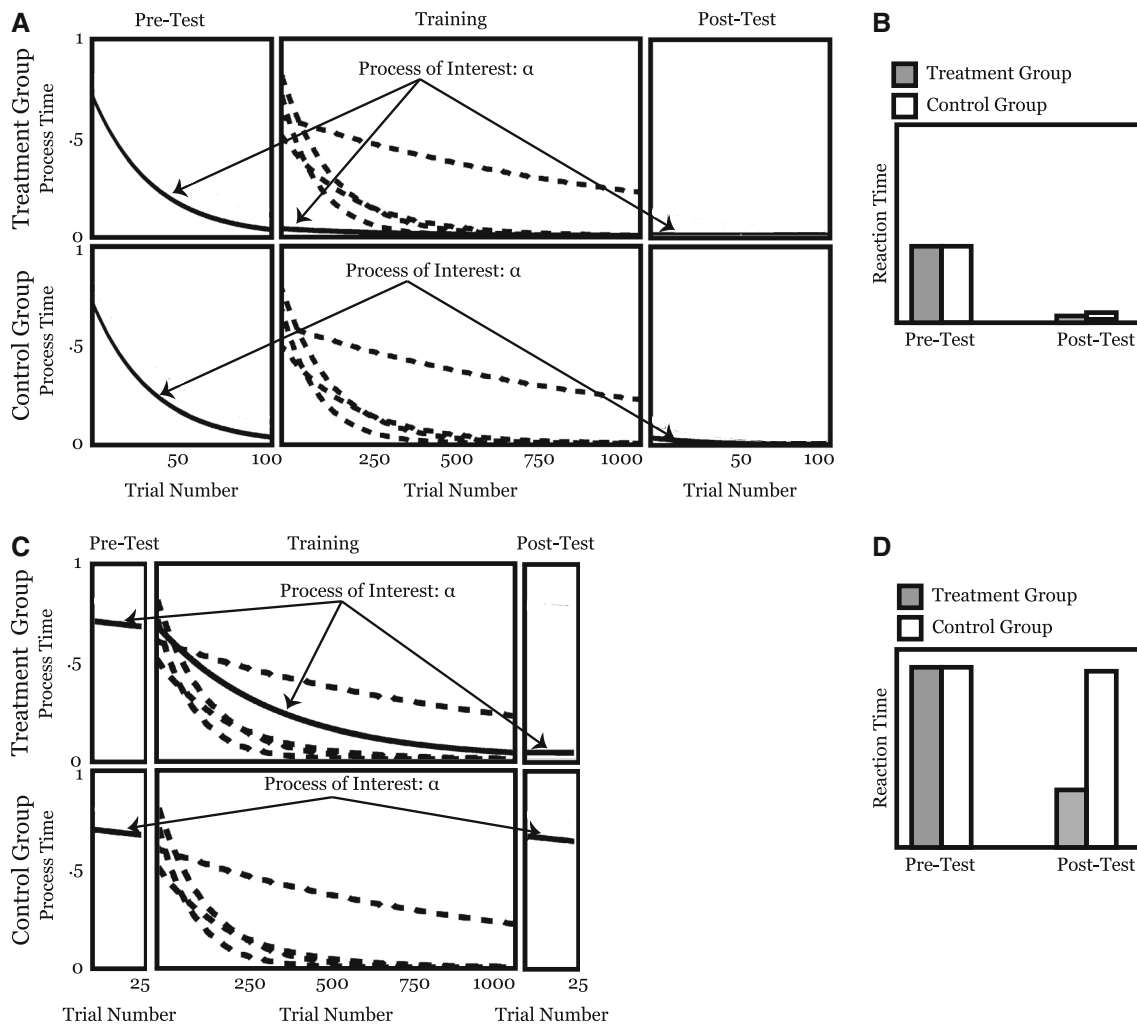 A
Pre-Test Training Post-Test
Treatment Group
Process Time
1
.5
0
Process of Interest: α
Control Group
Process Time
1
.5
0
Process of Interest: α
50 100 250 500 750 1000 50 100
Trial Number Trial Number Trial Number
B
Treatment Group
Control Group
Reaction Time
Pre-Test Post-Test
C
Pre-Test Training Post-Test
Treatment Group
Process Time
1
.5
0
Process of Interest: α
Control Group
Process Time
1
.5
0
Process of Interest: α
25 250 500 750 1000 25
Trial Number Trial Number Trial Number
D
Treatment Group
Control Group
Reaction Time
Pre-Test Post-Test